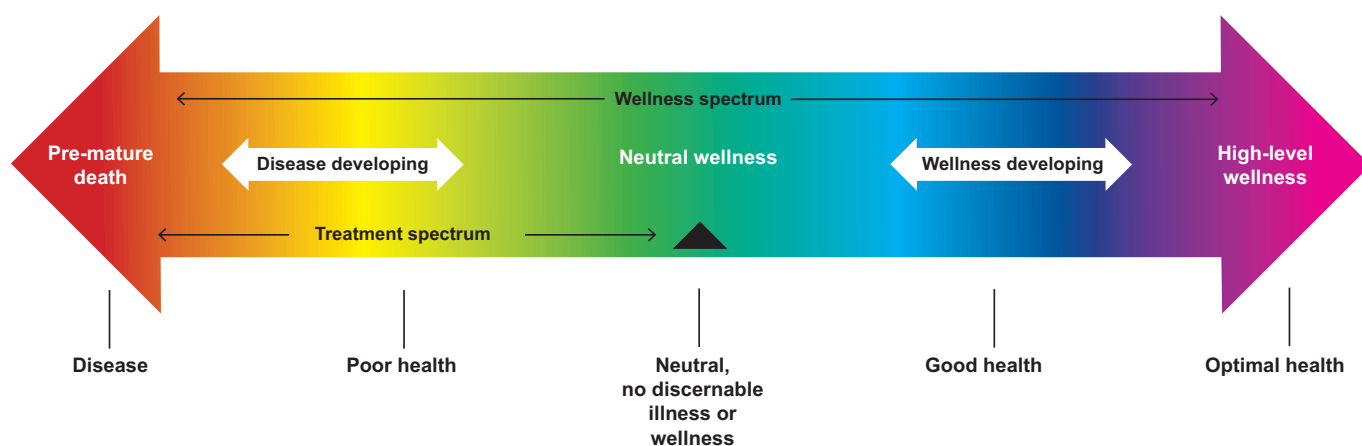 Wellness spectrum
Pre-mature
death
Disease developing
Neutral wellness
Wellness developing
High-level
wellness
Treatment spectrum
Disease
Poor health
Neutral,
no discernable
illness or
wellness
Good health
Optimal health